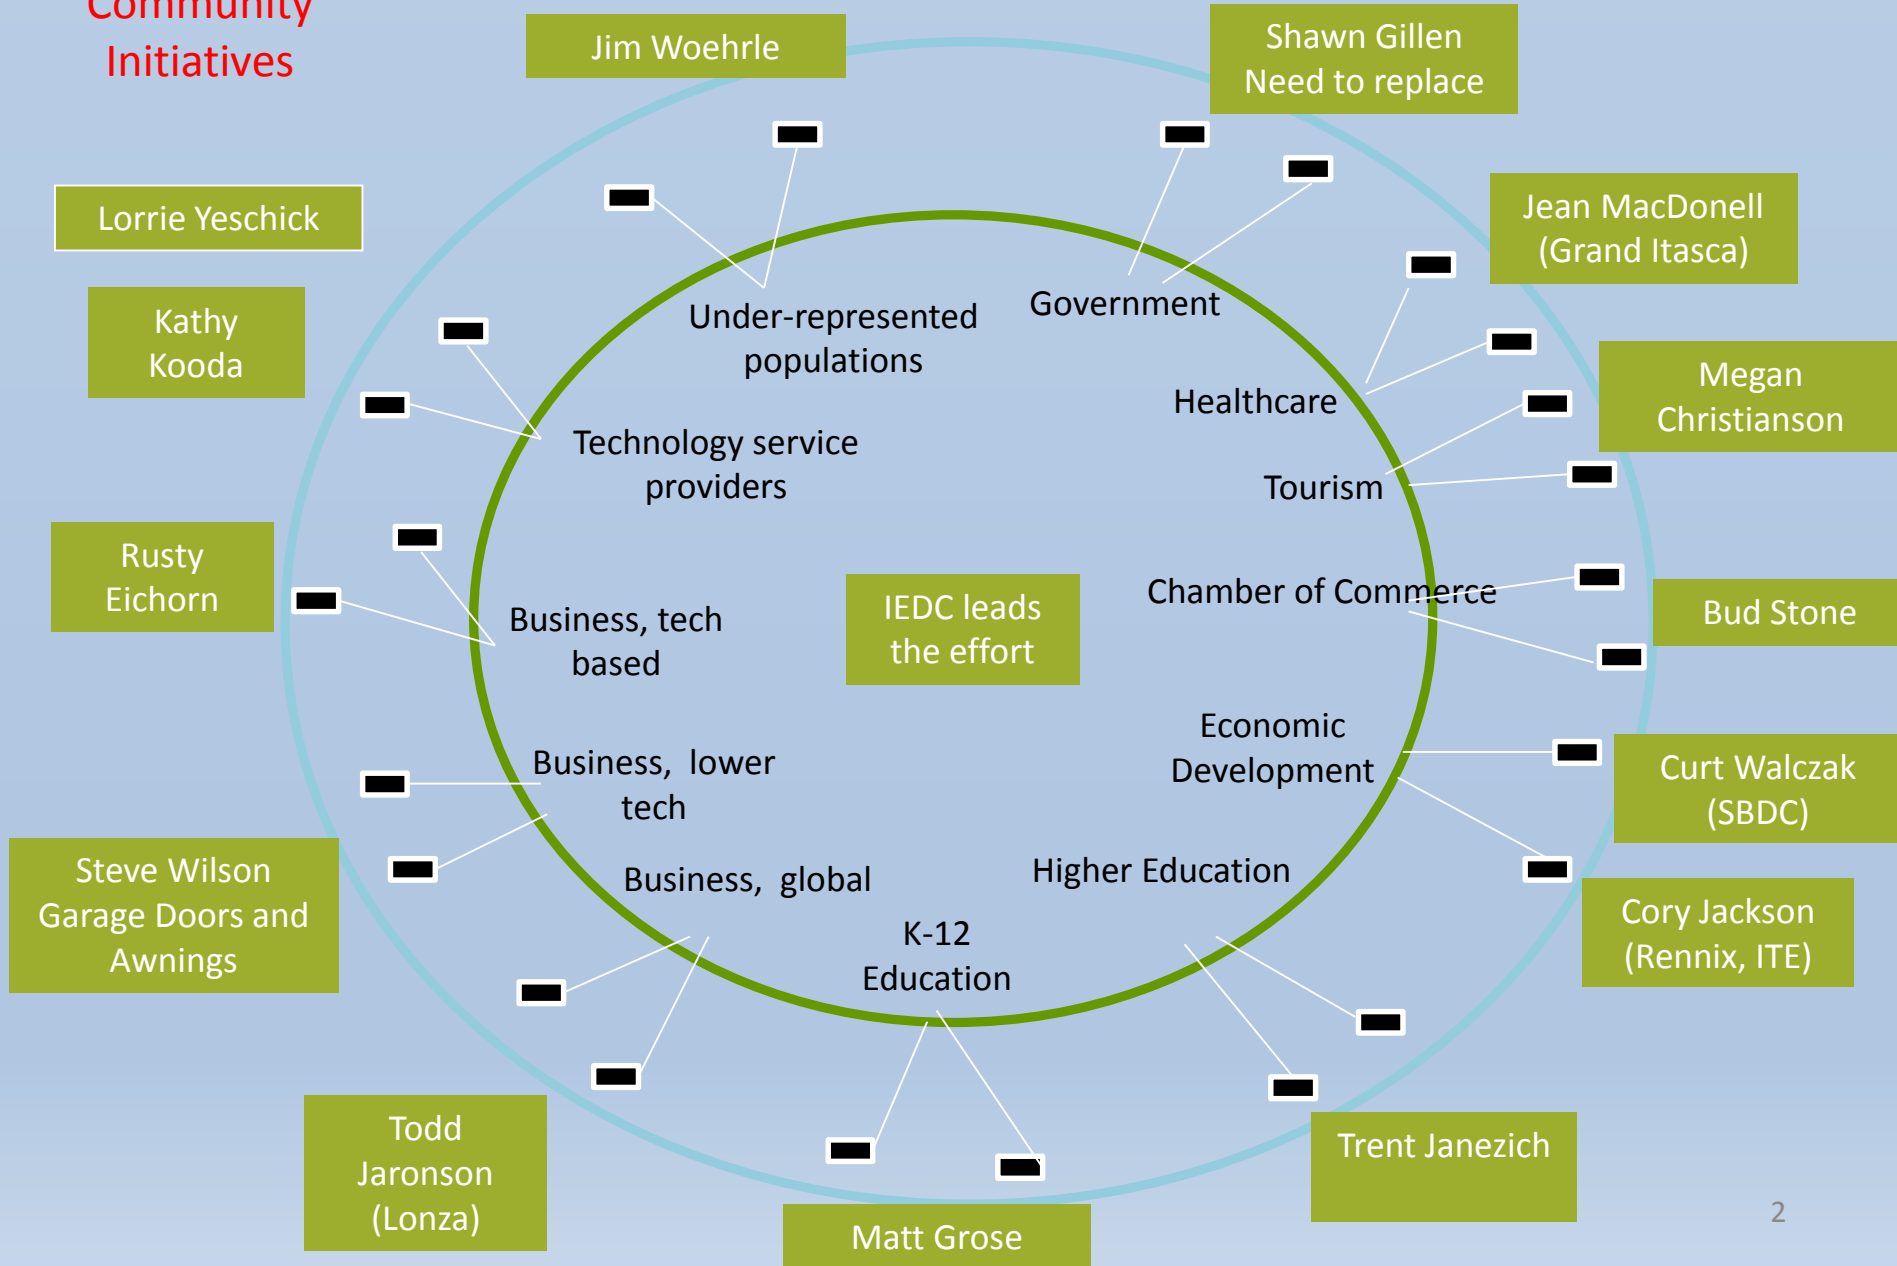 Community
Initiatives
Jim Woehrle
Shawn Gillen
Need to replace
Lorrie Yeschick
Jean MacDonell
(Grand Itasca)
Kathy
Kooda
Under-represented
populations
Government
Megan
Christianson
Healthcare
Technology service
providers
Tourism
Rusty
Eichorn
Business, tech
based
IEDC leads
the effort
Chamber of Commerce
Bud Stone
Economic
Development
Curt Walczak
(SBDC)
Business,  lower
tech
Steve Wilson
Garage Doors and
Awnings
Business,  global
Higher Education
K-12
Education
Cory Jackson
(Rennix, ITE)
Todd
Jaronson
(Lonza)
Matt Grose
Trent Janezich
2